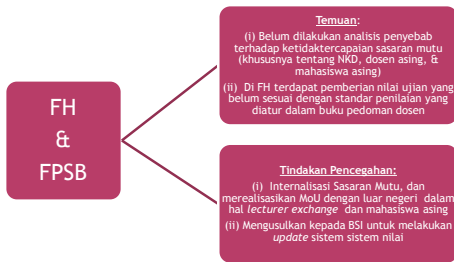 FH
&
FPSB
Temuan:
(i) Belum dilakukan analisis penyebab
terhadap ketidaktercapaian sasaran mutu
(khususnya tentang NKD, dosen asing, &
mahasiswa asing)
(ii) Di FH terdapat pemberian nilai ujian yang
belum sesuai dengan standar penilaian yang
diatur dalam buku pedoman dosen
Tindakan Pencegahan:
(i) Internalisasi Sasaran Mutu, dan
merealisasikan MoU dengan luar negeri dalam
hal lecturer exchange dan mahasiswa asing
(ii) Mengusulkan kepada BSI untuk melakukan
update sistem sistem nilai